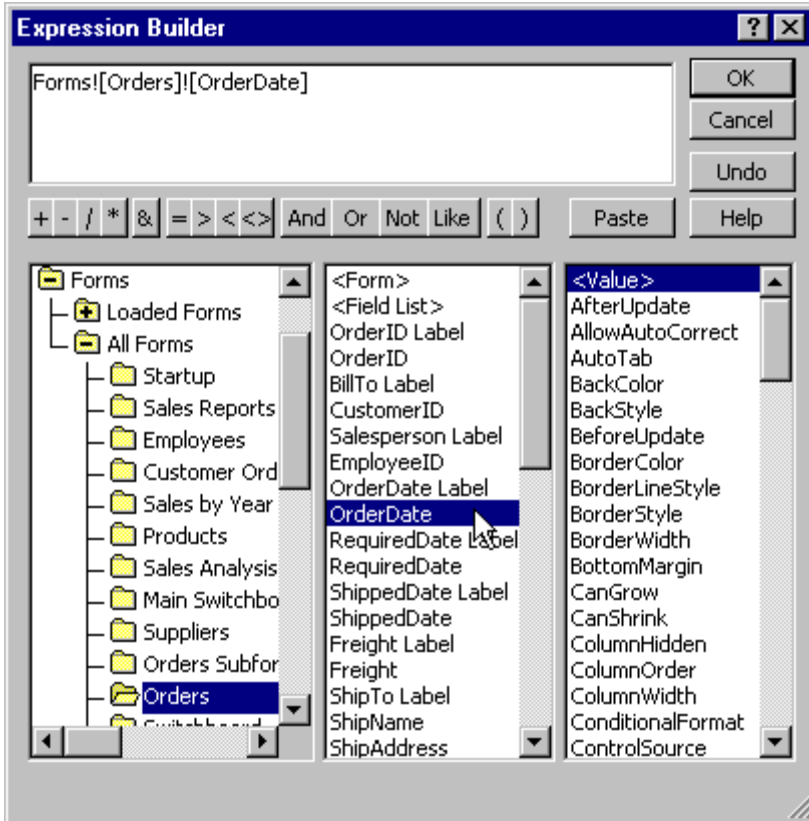 Expression Builder
Forms![Orders]![OrderDate]
OK
Cancel
Undo
+ - / * & = > < <> And Or Not Like ( ) Paste Help
Forms
Loaded Forms
All Forms
Startup
Sales Reports
Employees
Customer Ord
Sales by Year
Products
Sales Analysis
Main Switchbo
Suppliers
Orders Subfor
Orders
Switchboard
<Form>
<Field List>
OrderID Label
OrderID
BillTo Label
CustomerID
Salesperson Label
EmployeeID
OrderDate Label
OrderDate
RequiredDate Label
RequiredDate
ShippedDate Label
ShippedDate
Freight Label
Freight
ShipTo Label
ShipName
ShipAddress
<Value>
AfterUpdate
AllowAutoCorrect
AutoTab
BackColor
BackStyle
BeforeUpdate
BorderColor
BorderLineStyle
BorderStyle
BorderWidth
BottomMargin
CanGrow
CanShrink
ColumnHidden
ColumnOrder
ColumnWidth
ConditionalFormat
ControlSource